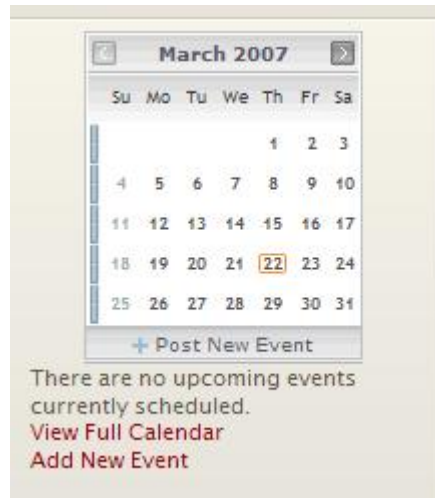 March 2007
Su Mo Tu We Th Fr Sa
1 2 3
4 5 6 7 8 9 10
11 12 13 14 15 16 17
18 19 20 21 22 23 24
25 26 27 28 29 30 31
+ Post New Event
There are no upcoming events
currently scheduled.
View Full Calendar
Add New Event